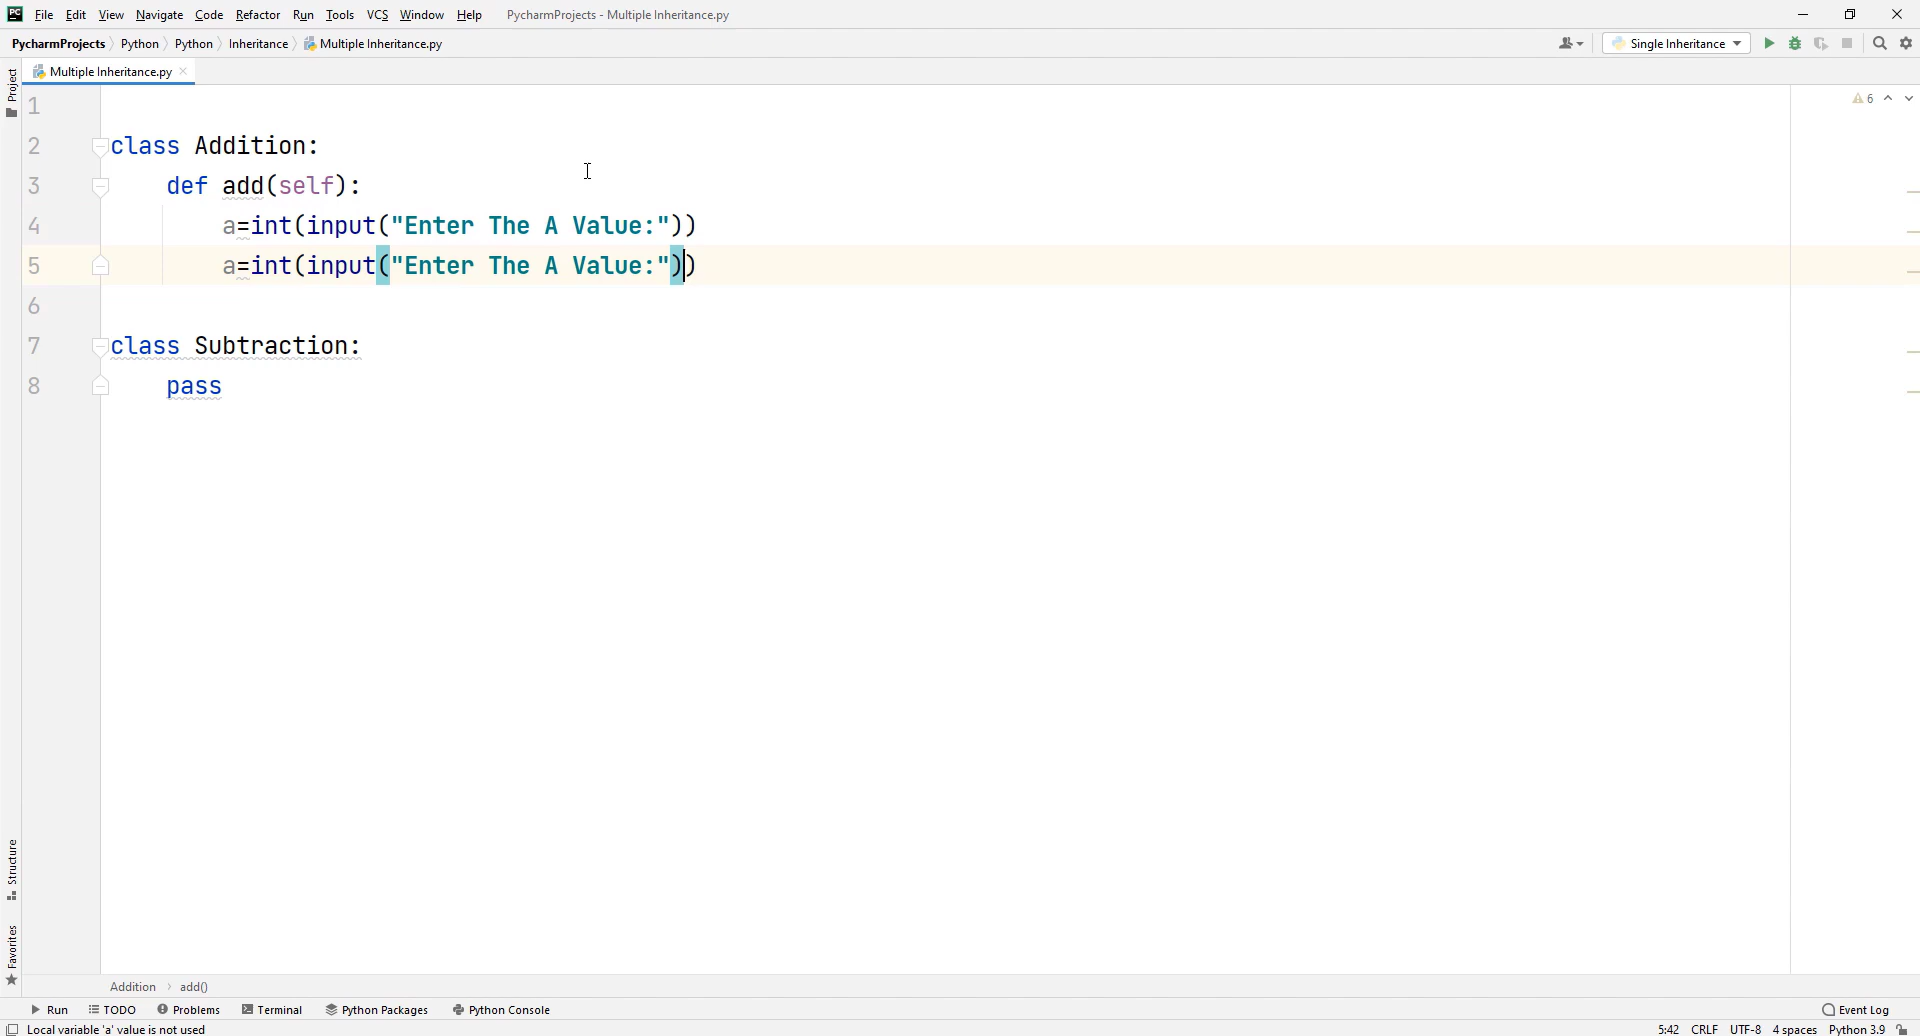 PC File Edit View Navigate Code Refactor Run Tools VCS Window Help PycharmProjects - Multiple Inheritance.py
PycharmProjects Python Python Inheritance Multiple Inheritance.py Single Inheritance
Project
Multiple Inheritance.py
6
1
2 class Addition:
3 def add(self):
4 a=int(input("Enter The A Value:"))
5 a=int(input("Enter The A Value:"))
6
7 class Subtraction:
8 pass
Structure
Favorites
Addition add()
Run TODO Problems Terminal Python Packages Python Console Event Log
Local variable 'a' value is not used 5:42 CRLF UTF-8 4 spaces Python 3.9